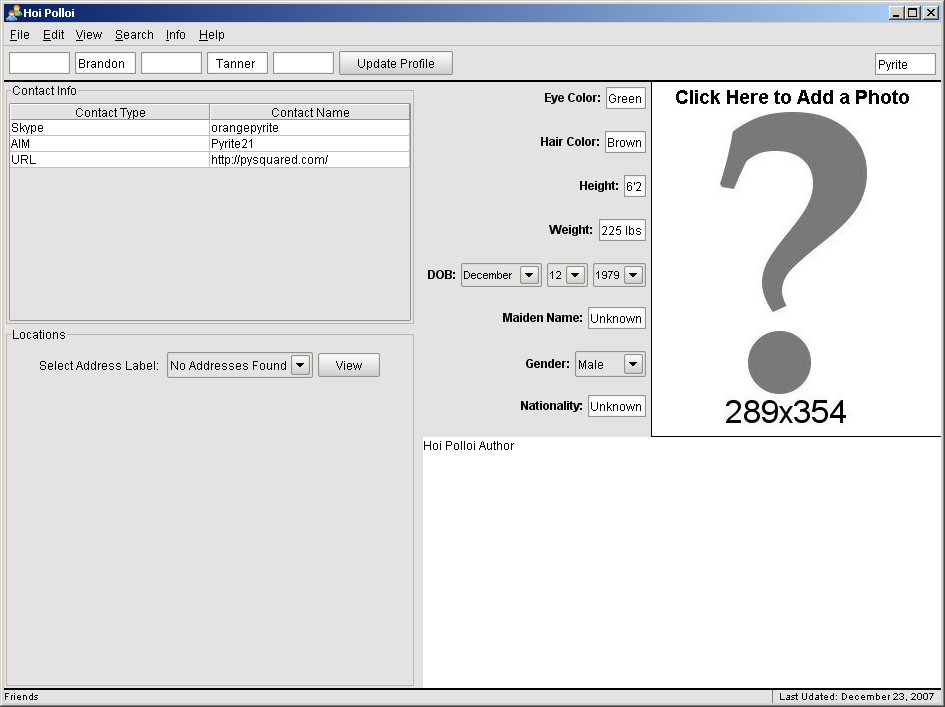 Hoi Polloi
File Edit View Search Info Help
Brandon Tanner Update Profile Pyrite
Contact Info
Contact Type Contact Name
Skype orangepyrite
AIM Pyrite21
URL http://pysquared.com/
Locations
Select Address Label: No Addresses Found View
Eye Color: Green
Hair Color: Brown
Height: 6'2
Weight: 225 lbs
DOB: December 12 1979
Maiden Name: Unknown
Gender: Male
Nationality: Unknown
Click Here to Add a Photo
?
289x354
Hoi Polloi Author
Friends Last Udated: December 23, 2007